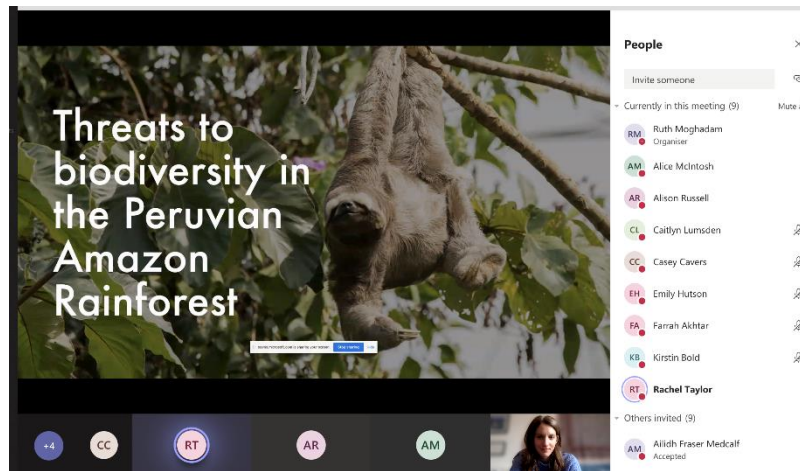 Threats to
biodiversity in
the Peruvian
Amazon
Rainforest
+4
CC
RT
AR
AM
People
Invite someone
Currently in this meeting (9)
Mute a
RM
Ruth Moghadam
Organiser
AM
Alice McIntosh
AR
Alison Russell
CL
Caitlyn Lumsden
CC
Casey Cavers
EH
Emily Hutson
FA
Farrah Akhtar
KB
Kirstin Bold
RT
Rachel Taylor
Others invited (9)
AM
Ailidh Fraser Medcalf
Accepted